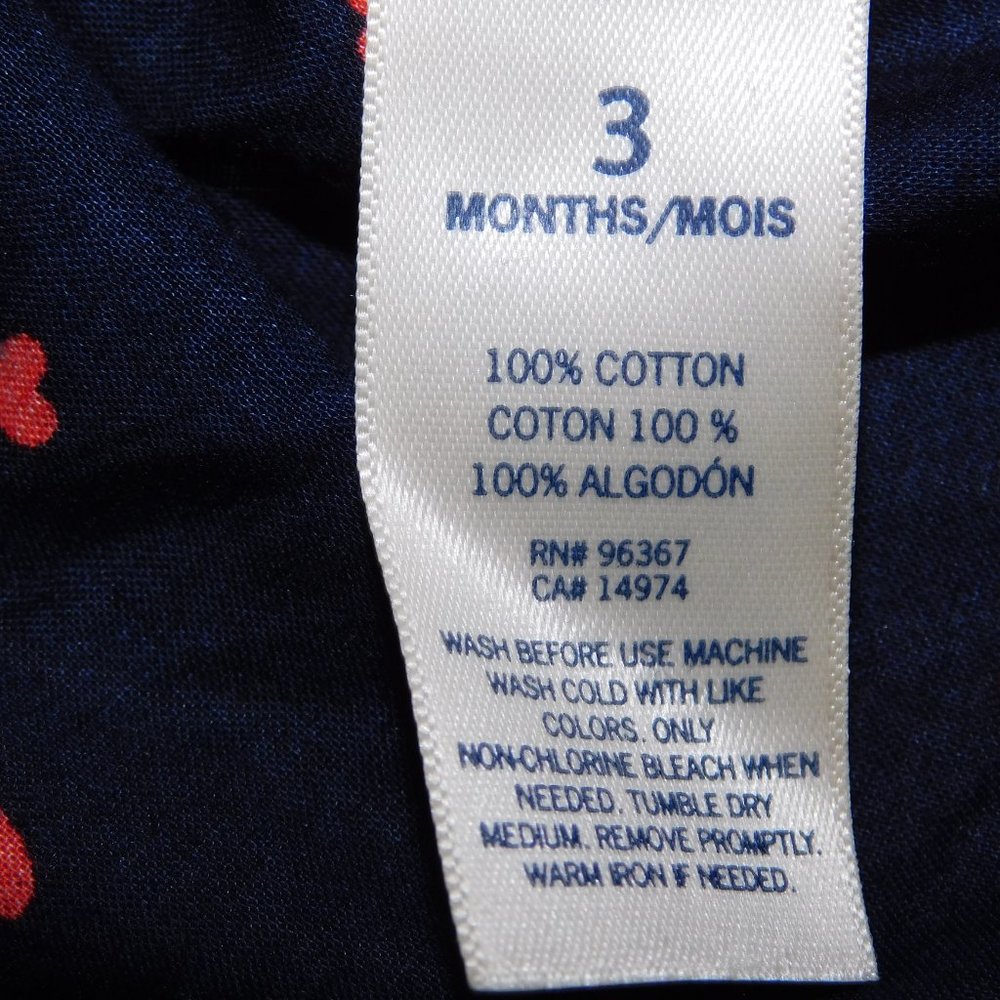 3
MONTHS/MOIS
100% COTTON
COTON 100 %
100% ALGODÓN
RN# 96367
CA# 14974
WASH BEFORE USE MACHINE
WASH COLD WITH LIKE
COLORS. ONLY
NON-CHLORINE BLEACH WHEN
NEEDED. TUMBLE DRY
MEDIUM. REMOVE PROMPTLY.
WARM IRON IF NEEDED.